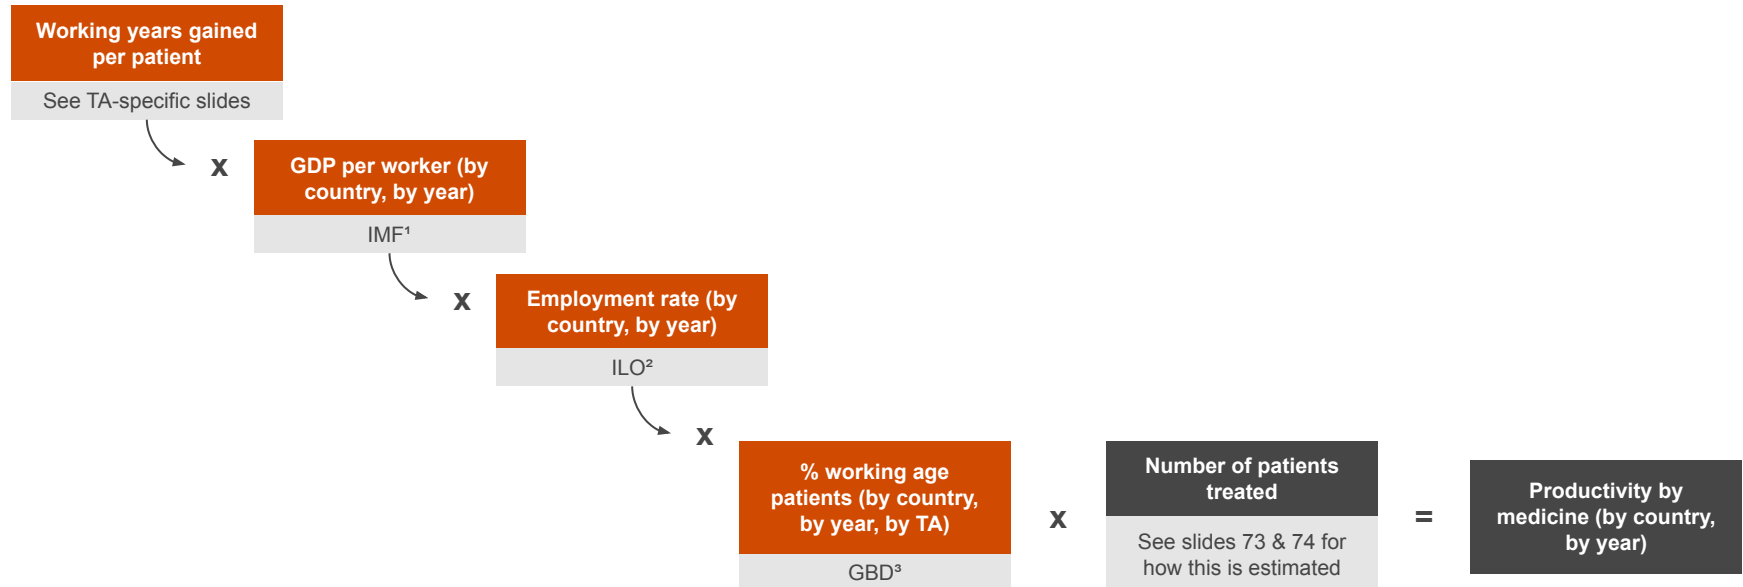 Working years gained
per patient
See TA-specific slides
x
GDP per worker (by
country, by year)
IMF¹
x
Employment rate (by
country, by year)
ILO²
x
% working age
patients (by country,
by year, by TA)
GBD³
x
Number of patients
treated
See slides 73 & 74 for
how this is estimated
=
Productivity by
medicine (by country,
by year)